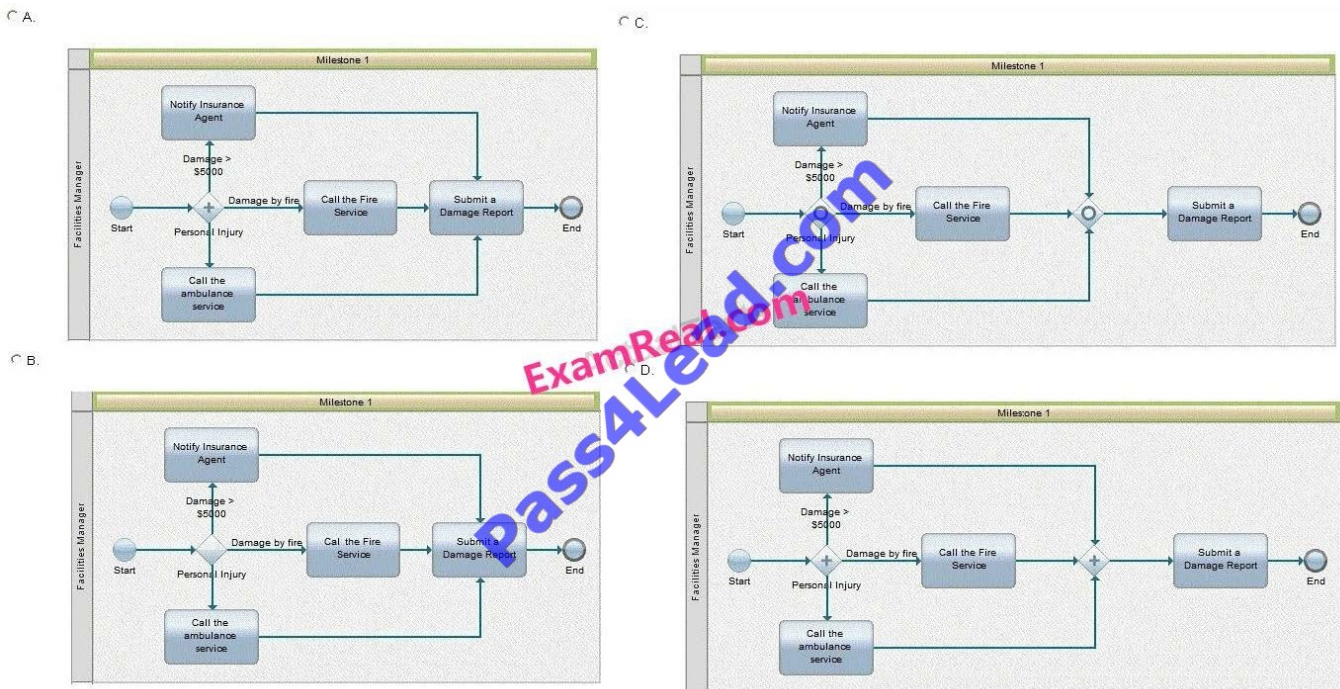 A.
Milestone 1
Facilities Manager
Notify Insurance
Agent
Damage >
$5000
Start
Damage by fire
Call the Fire
Service
Submit a
Damage Report
End
Personal Injury
Call the
ambulance
service
B.
Milestone 1
Facilities Manager
Notify Insurance
Agent
Damage >
$5000
Start
Damage by fire
Cal the Fire
Service
Submit a
Damage Report
End
Personal Injury
Call the
ambulance
service
C.
Milestone 1
Facilities Manager
Notify Insurance
Agent
Damage >
$5000
Start
Damage by fire
Call the Fire
Service
Submit a
Damage Report
End
Personal Injury
Call the
ambulance
service
D.
Milestone 1
Facilities Manager
Notify Insurance
Agent
Damage >
$5000
Start
Damage by fire
Call the Fire
Service
Submit a
Damage Report
End
Personal Injury
Call the
ambulance
service
ExamReal.com
Pass4Lead.com